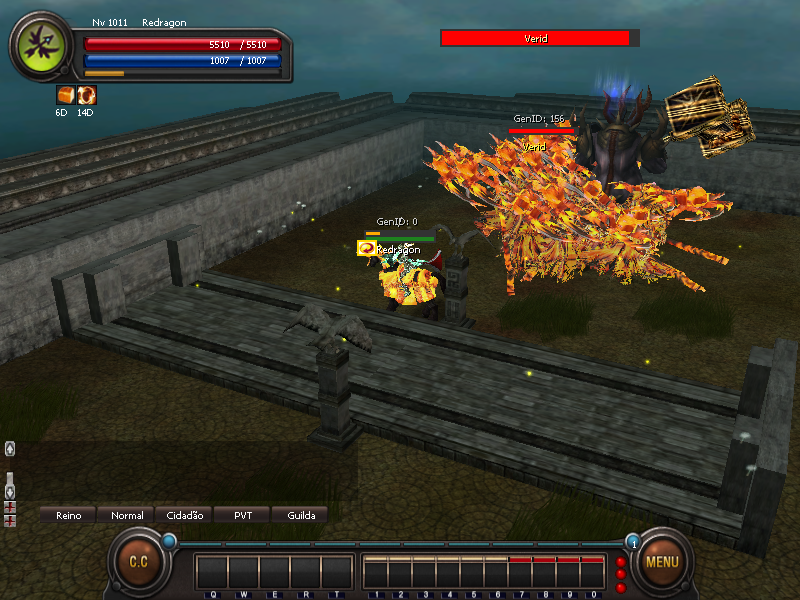 Nv 1011 Redragon
5510 / 5510
1007 / 1007
6D 14D
Verid
GenID: 156
Verid
GenID: 0
Redragon
Reino Normal Cidadão PVT Guilda
C.C
1
MENU
Q W E R T 1 2 3 4 5 6 7 8 9 0